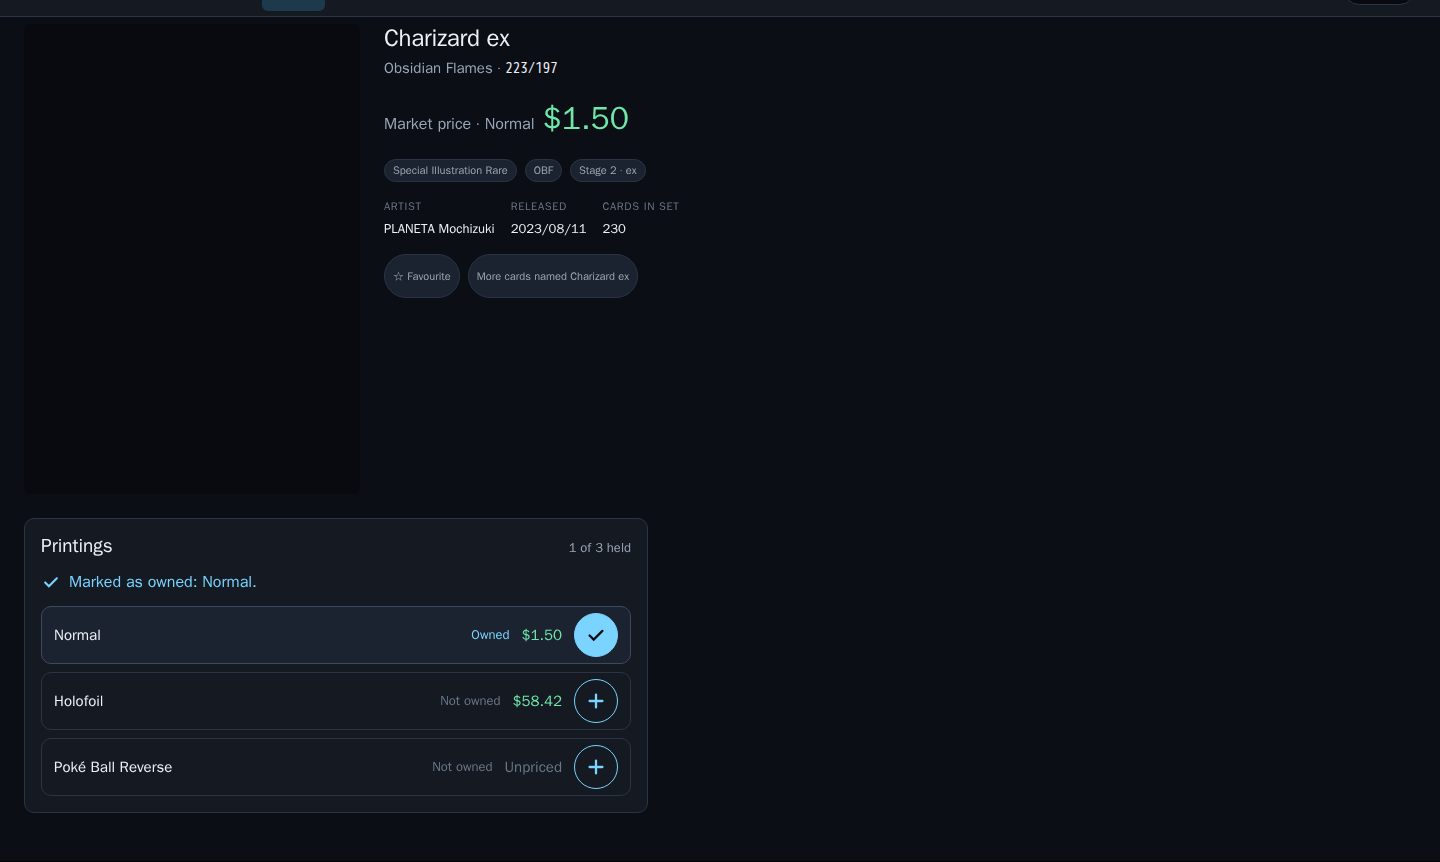 Charizard ex
Obsidian Flames · 223/197
Market price · Normal $1.50
Special Illustration Rare OBF Stage 2 · ex
ARTIST RELEASED CARDS IN SET
PLANETA Mochizuki 2023/08/11 230
☆ Favourite More cards named Charizard ex
Printings 1 of 3 held
Marked as owned: Normal.
Normal Owned $1.50
Holofoil Not owned $58.42
Poké Ball Reverse Not owned Unpriced